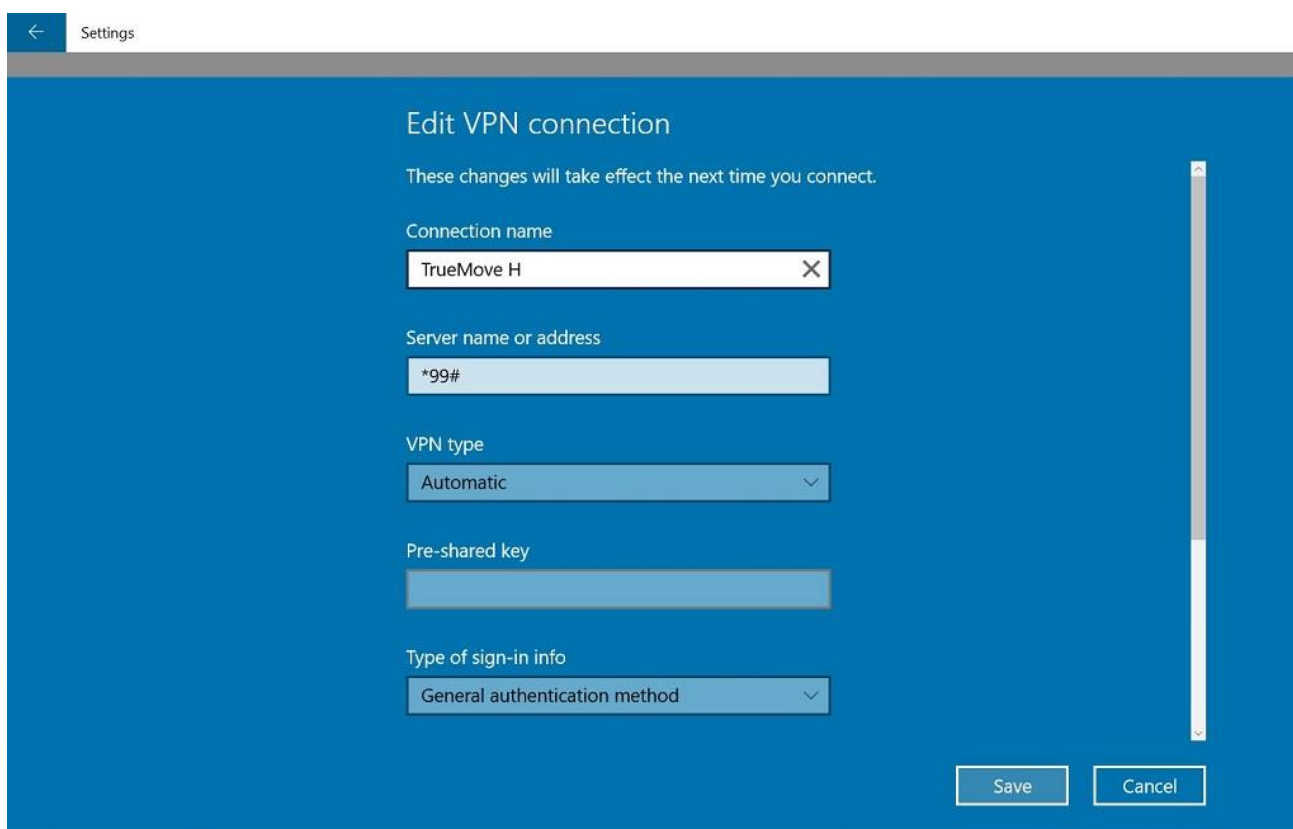 Settings
Edit VPN connection
These changes will take effect the next time you connect.
Connection name
TrueMove H
Server name or address
*99#
VPN type
Automatic
Pre-shared key
Type of sign-in info
General authentication method
Save
Cancel